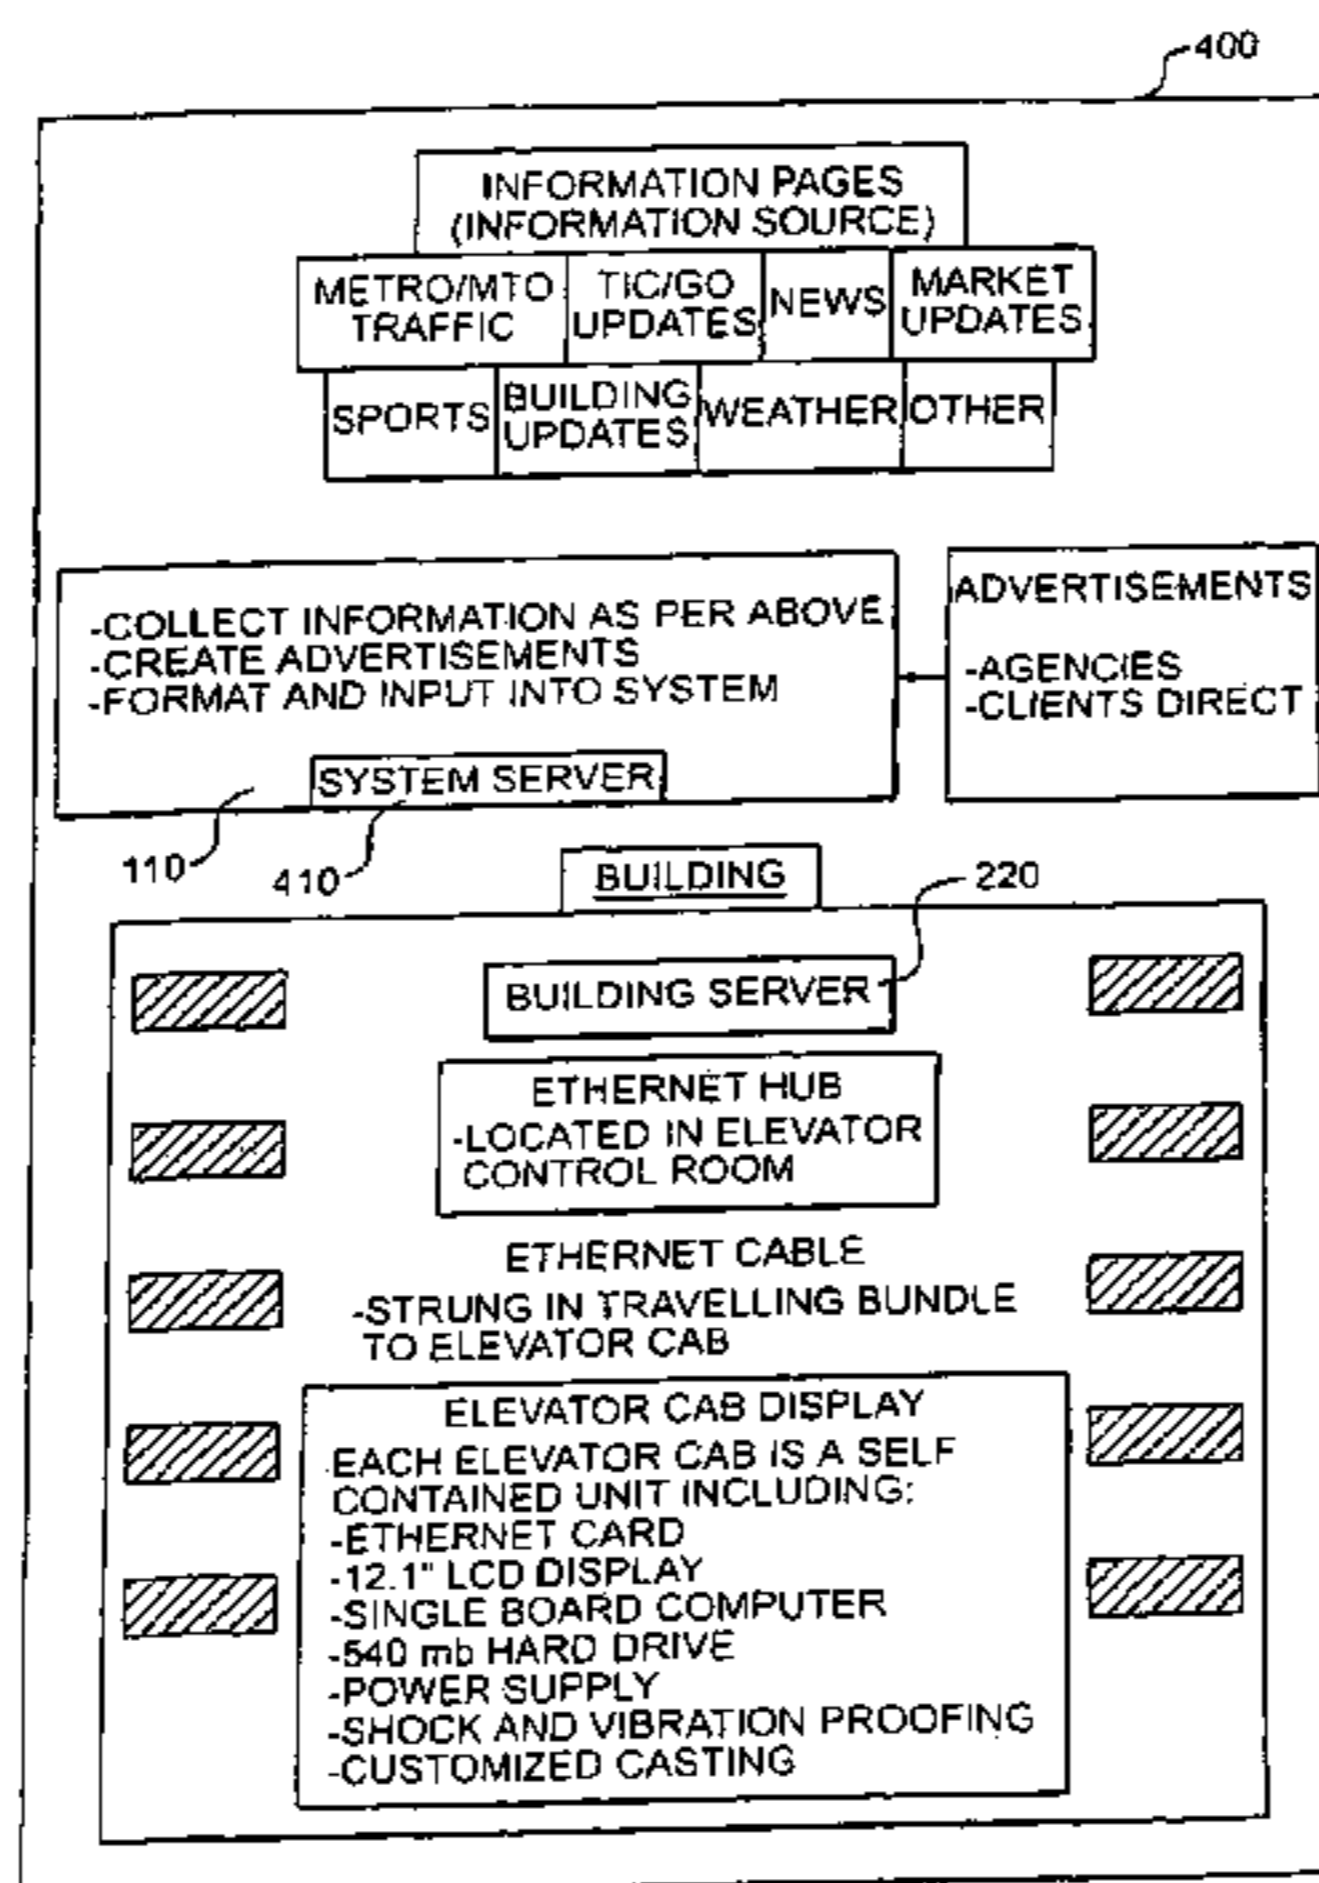 400
INFORMATION PAGES
(INFORMATION SOURCE)
METRO/MTO
TRAFFIC
TIC/GO
UPDATES
NEWS
MARKET
UPDATES
SPORTS
BUILDING
UPDATES
WEATHER
OTHER
-COLLECT INFORMATION AS PER ABOVE
-CREATE ADVERTISEMENTS
-FORMAT AND INPUT INTO SYSTEM
SYSTEM SERVER
110
410
ADVERTISEMENTS
-AGENCIES
-CLIENTS DIRECT
BUILDING
220
BUILDING SERVER
ETHERNET HUB
-LOCATED IN ELEVATOR
CONTROL ROOM
ETHERNET CABLE
-STRUNG IN TRAVELLING BUNDLE
TO ELEVATOR CAB
ELEVATOR CAB DISPLAY
EACH ELEVATOR CAB IS A SELF
CONTAINED UNIT INCLUDING:
-ETHERNET CARD
-12.1" LCD DISPLAY
-SINGLE BOARD COMPUTER
-540 mb HARD DRIVE
-POWER SUPPLY
-SHOCK AND VIBRATION PROOFING
-CUSTOMIZED CASTING